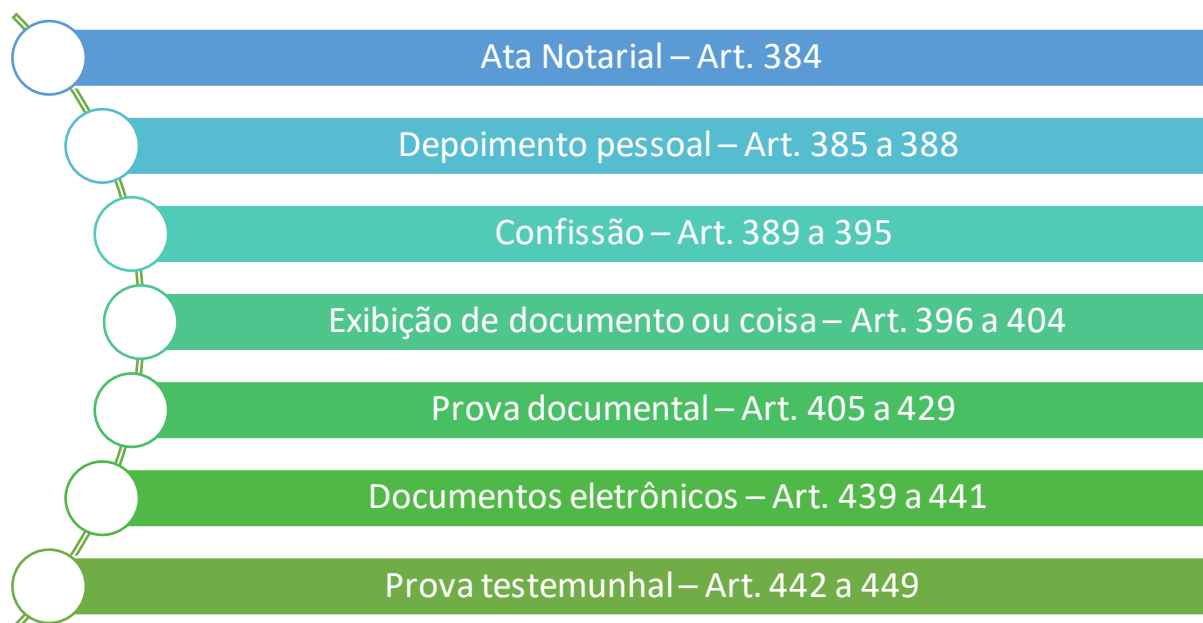 Ata Notarial – Art. 384
Depoimento pessoal – Art. 385 a 388
Confissão – Art. 389 a 395
Exibição de documento ou coisa – Art. 396 a 404
Prova documental – Art. 405 a 429
Documentos eletrônicos – Art. 439 a 441
Prova testemunhal – Art. 442 a 449